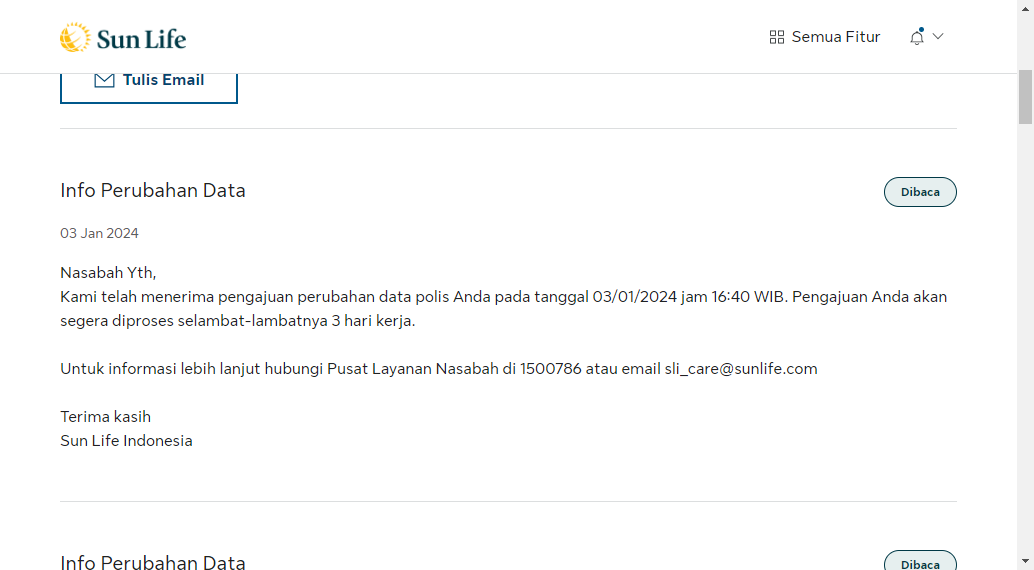 Sun Life
Semua Fitur
Tulis Email
Info Perubahan Data
Dibaca
03 Jan 2024
Nasabah Yth,
Kami telah menerima pengajuan perubahan data polis Anda pada tanggal 03/01/2024 jam 16:40 WIB. Pengajuan Anda akan
segera diproses selambat-lambatnya 3 hari kerja.
Untuk informasi lebih lanjut hubungi Pusat Layanan Nasabah di 1500786 atau email sli_care@sunlife.com
Terima kasih
Sun Life Indonesia
Info Perubahan Data
Dibaca